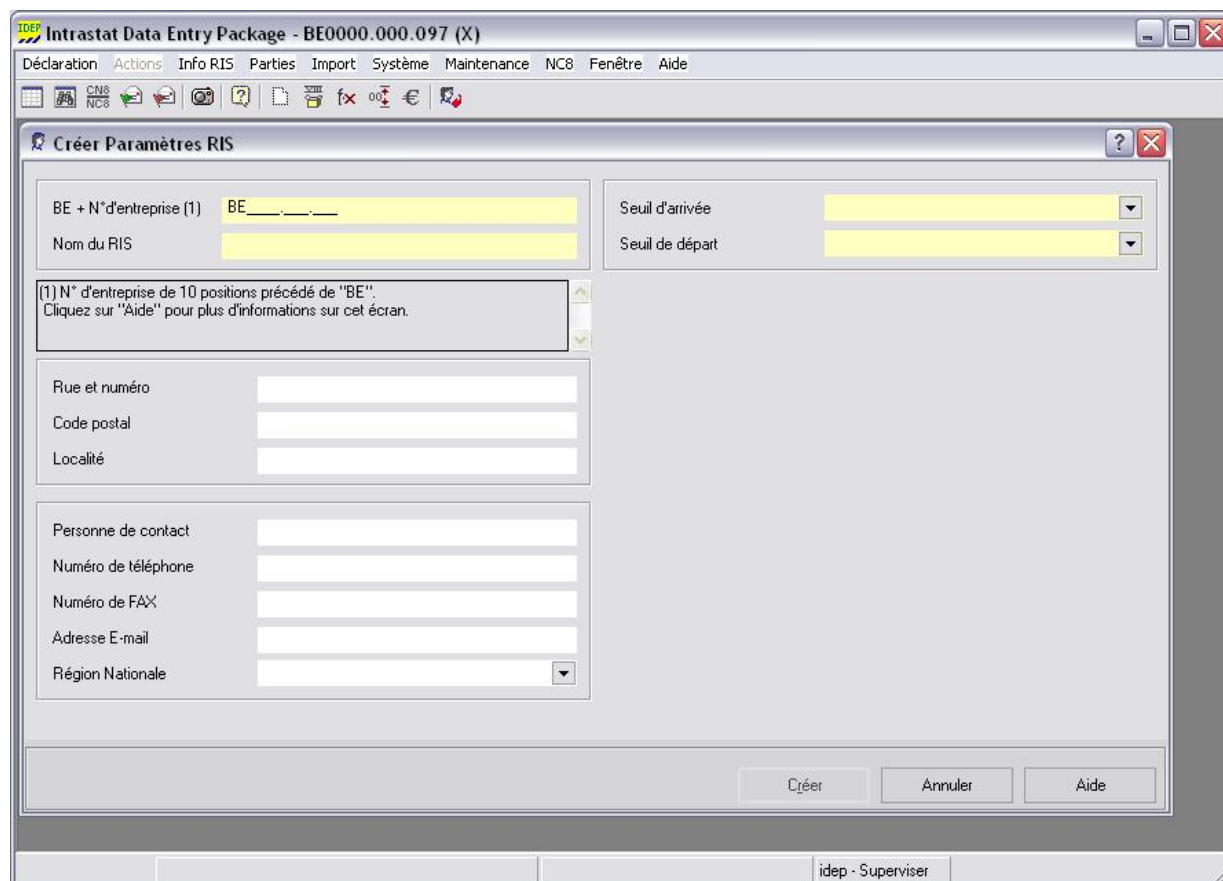 IDEP Intrastat Data Entry Package - BE0000.000.097 (X)
Déclaration Actions Info RIS Parties Import Système Maintenance NC8 Fenêtre Aide
CN8
NC8
Créer Paramètres RIS
BE + N°d'entreprise (1) BE____.___.___
Nom du RIS
Seuil d'arrivée
Seuil de départ
(1) N° d'entreprise de 10 positions précédé de "BE".
Cliquez sur "Aide" pour plus d'informations sur cet écran.
Rue et numéro
Code postal
Localité
Personne de contact
Numéro de téléphone
Numéro de FAX
Adresse E-mail
Région Nationale
Créer Annuler Aide
idep - Superviser